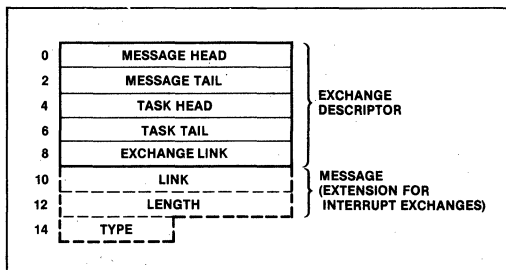 0 MESSAGE HEAD
2 MESSAGE TAIL
4 TASK HEAD
6 TASK TAIL
8 EXCHANGE LINK
EXCHANGE
DESCRIPTOR
10 LINK
12 LENGTH
14 TYPE
MESSAGE
(EXTENSION FOR
INTERRUPT EXCHANGES)